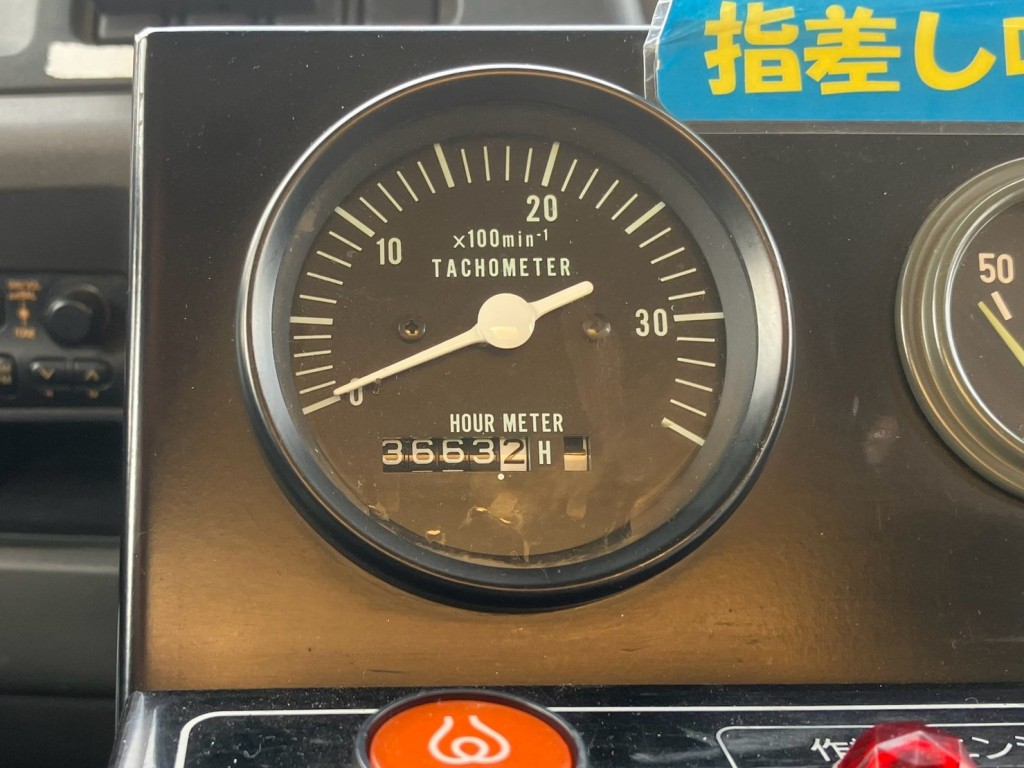 指差し
20
10
×100min⁻¹
TACHOMETER
50
30
0
HOUR METER
36632 H